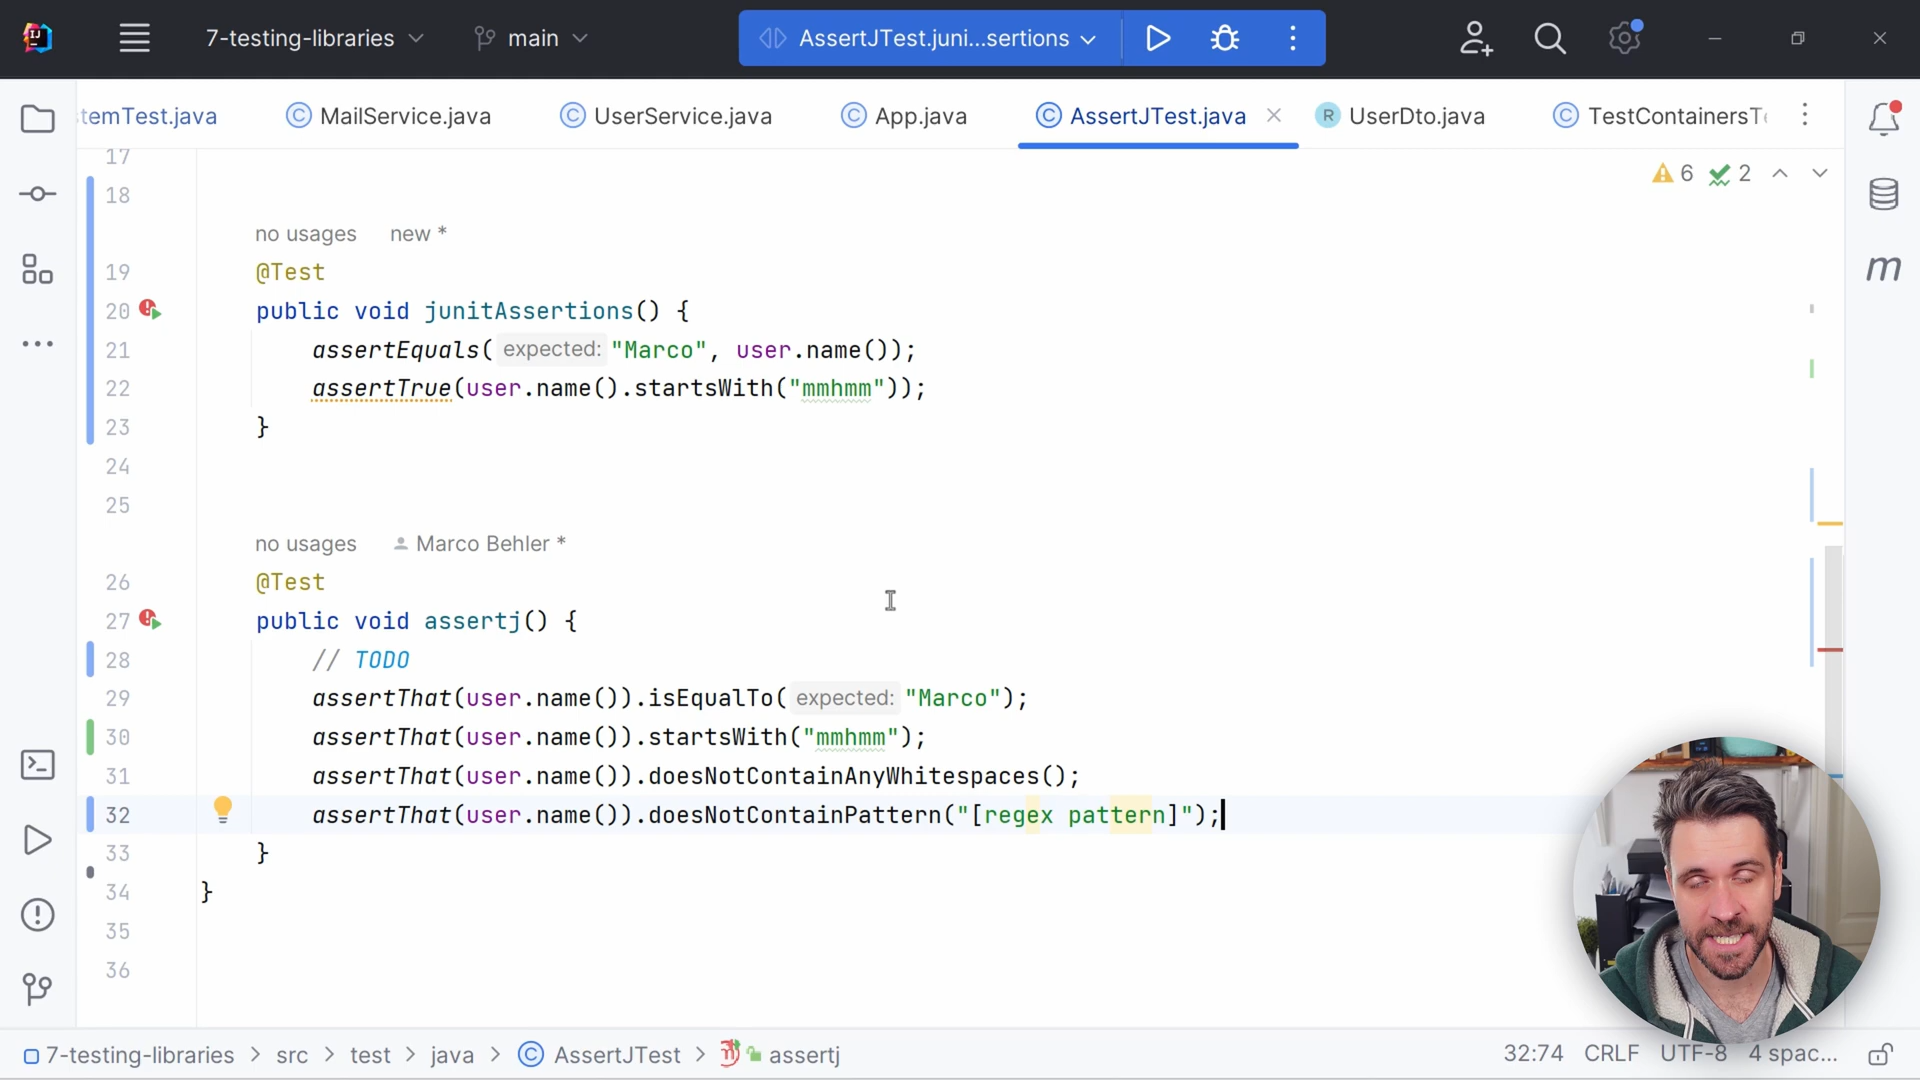 7-testing-libraries main AssertJTest.juni...sertions
temTest.java MailService.java UserService.java App.java AssertJTest.java UserDto.java TestContainersT
17
18 6 2
no usages new *
19 @Test
20 public void junitAssertions() {
21 assertEquals( expected: "Marco", user.name());
22 assertTrue(user.name().startsWith("mmhmm"));
23 }
24
25
no usages Marco Behler *
26 @Test
27 public void assertj() {
28 // TODO
29 assertThat(user.name()).isEqualTo( expected: "Marco");
30 assertThat(user.name()).startsWith("mmhmm");
31 assertThat(user.name()).doesNotContainAnyWhitespaces();
32 assertThat(user.name()).doesNotContainPattern("[regex pattern]");
33 }
34 }
35
36
7-testing-libraries > src > test > java > AssertJTest > assertj 32:74 CRLF UTF-8 4 spac...